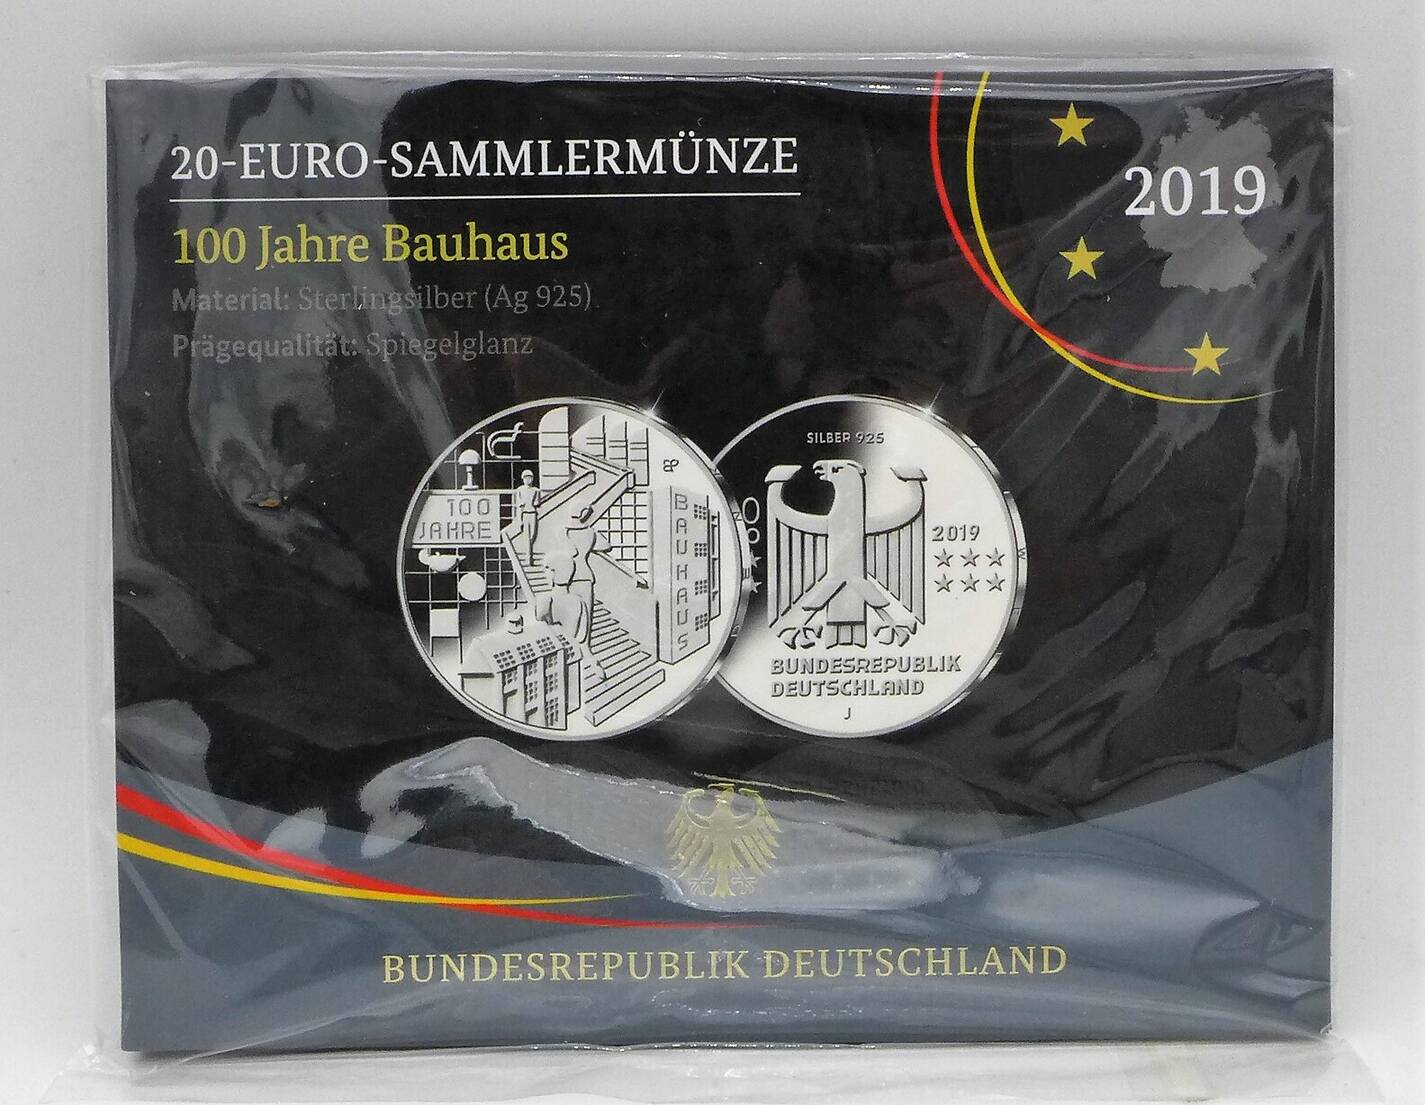 20-EURO-SAMMLERMÜNZE
2019
100 Jahre Bauhaus
Material: Sterlingsilber (Ag 925)
Prägequalität: Spiegelglanz
100
JAHRE
BAUHAUS
SILBER 925
2019
BUNDESREPUBLIK
DEUTSCHLAND
J
BUNDESREPUBLIK DEUTSCHLAND